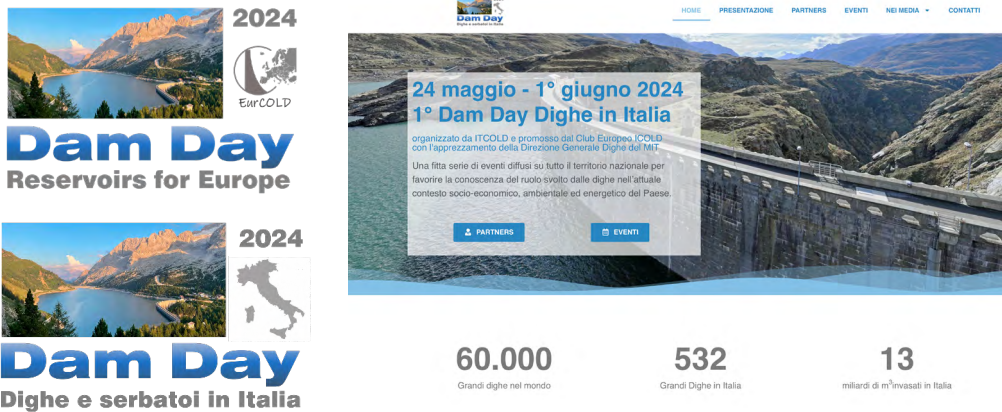 2024
EurCOLD
Dam Day
Reservoirs for Europe
2024
Dam Day
Dighe e serbatoi in Italia
Dam Day
Dighe e serbatoi in Italia
HOME PRESENTAZIONE PARTNERS EVENTI NEI MEDIA CONTATTI
24 maggio - 1° giugno 2024
1° Dam Day Dighe in Italia
organizzato da ITCOLD e promosso dal Club Europeo ICOLD
con l'apprezzamento della Direzione Generale Dighe del MIT
Una fitta serie di eventi diffusi su tutto il territorio nazionale per
favorire la conoscenza del ruolo svolto dalle dighe nell'attuale
contesto socio-economico, ambientale ed energetico del Paese.
PARTNERS EVENTI
60.000 532 13
Grandi dighe nel mondo Grandi Dighe in Italia miliardi di m³invasati in Italia